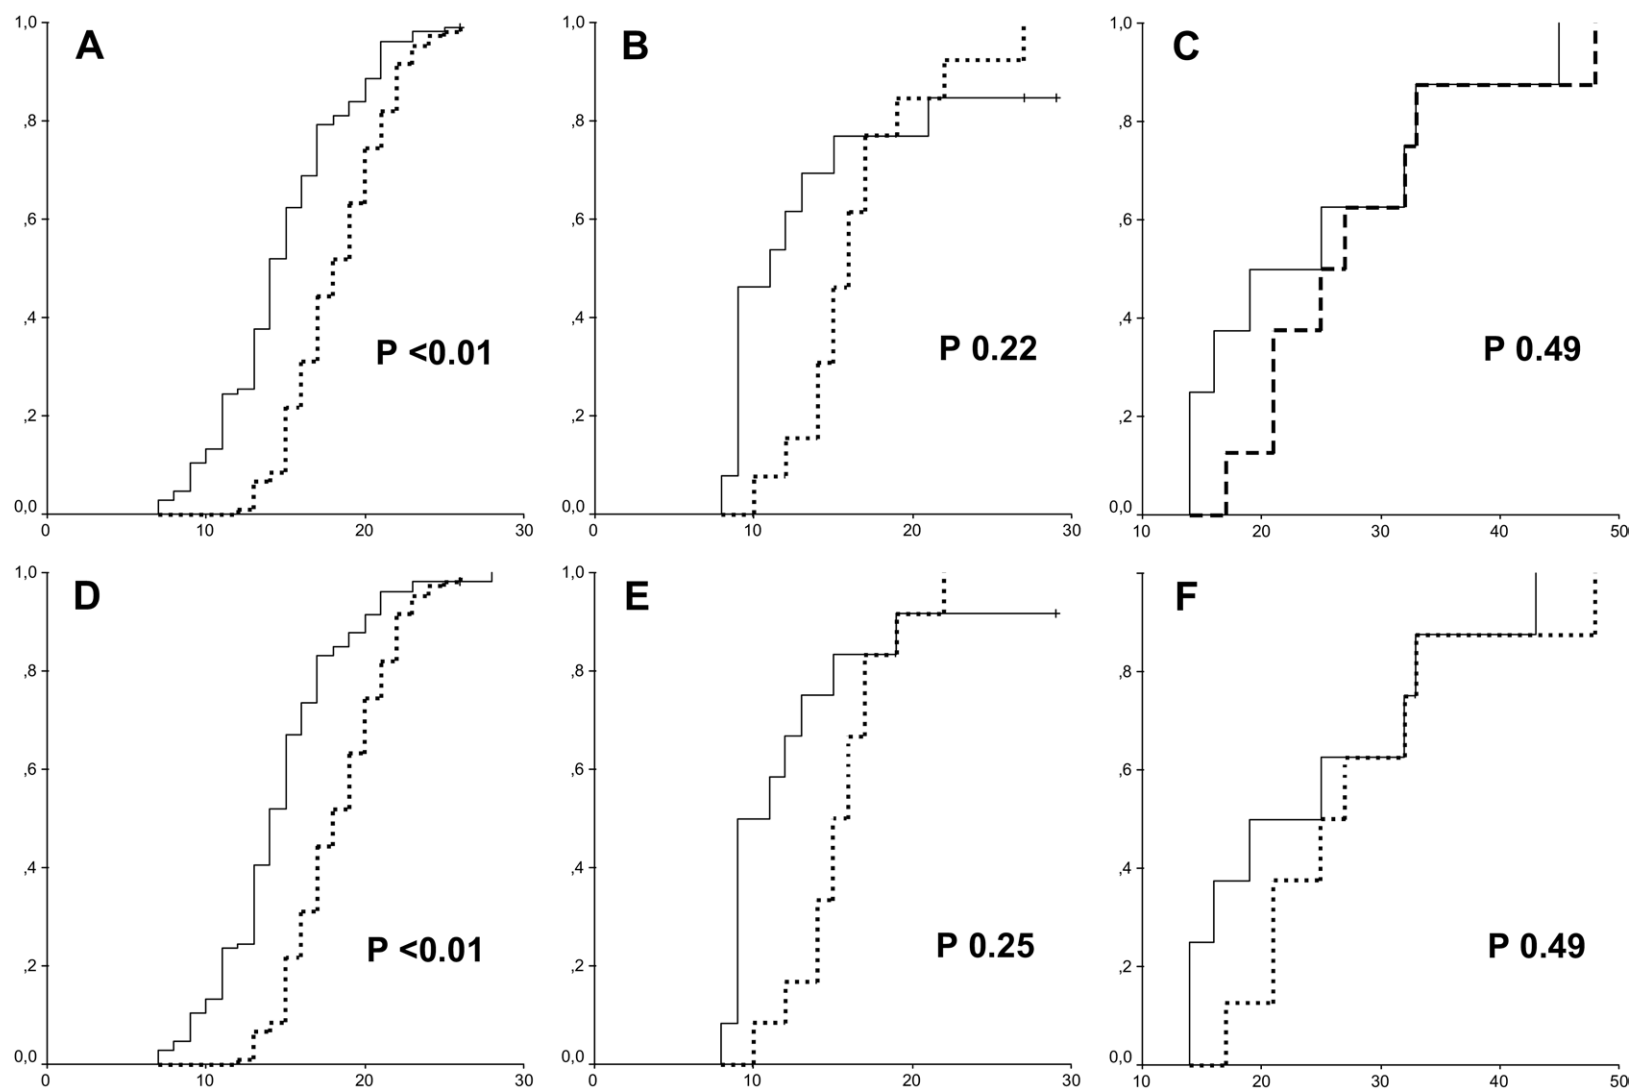 1,0 A 1,0 B 1,0 C
,8 ,8 ,8
,6 ,6 ,6
,4 P <0.01 ,4 P 0.22 ,4 P 0.49
,2 ,2 ,2
0,0 0,0 0,0
0 10 20 30 0 10 20 30 10 20 30 40 50
1,0 D 1,0 E F
,8 ,8 ,8
,6 ,6 ,6
,4 ,4 ,4
P <0.01 P 0.25 P 0.49
,2 ,2 ,2
0,0 0,0 0,0
0 10 20 30 0 10 20 30 10 20 30 40 50